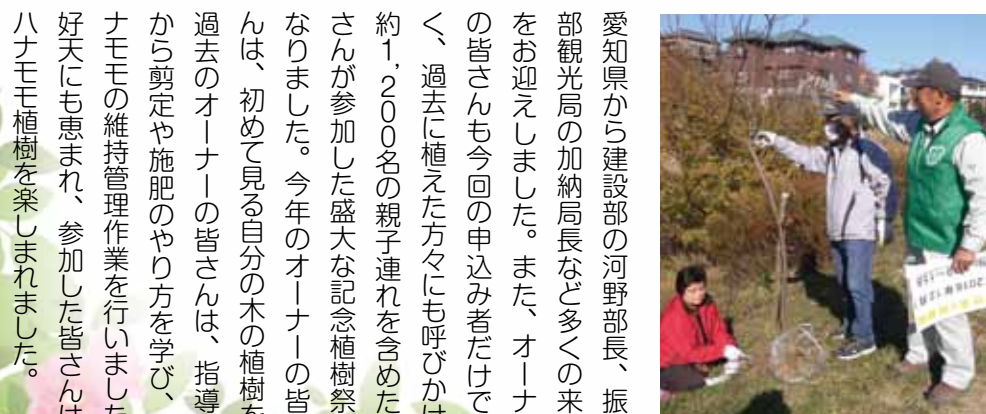 愛知県から建設部の河野部長、振
部観光局の加納局長など多くの来
をお迎えしました。また、オーナ
の皆さんも今回の申込み者だけで
く、過去に植えた方々にも呼びかけ
約1,200名の親子連れを含めた
さんが参加した盛大な記念植樹祭
なりました。今年のオーナーの皆
んは、初めて見る自分の木の植樹を
過去のオーナーの皆さんは、指導
から剪定や施肥のやり方を学び、
ナモモの維持管理作業を行いました
好天にも恵まれ、参加した皆さんは
ハナモモ植樹を楽しまれました。